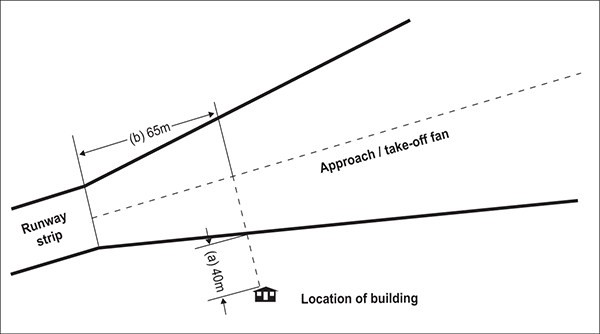 (b) 65m
Approach / take-off fan
Runway
strip
(a) 40m
Location of building